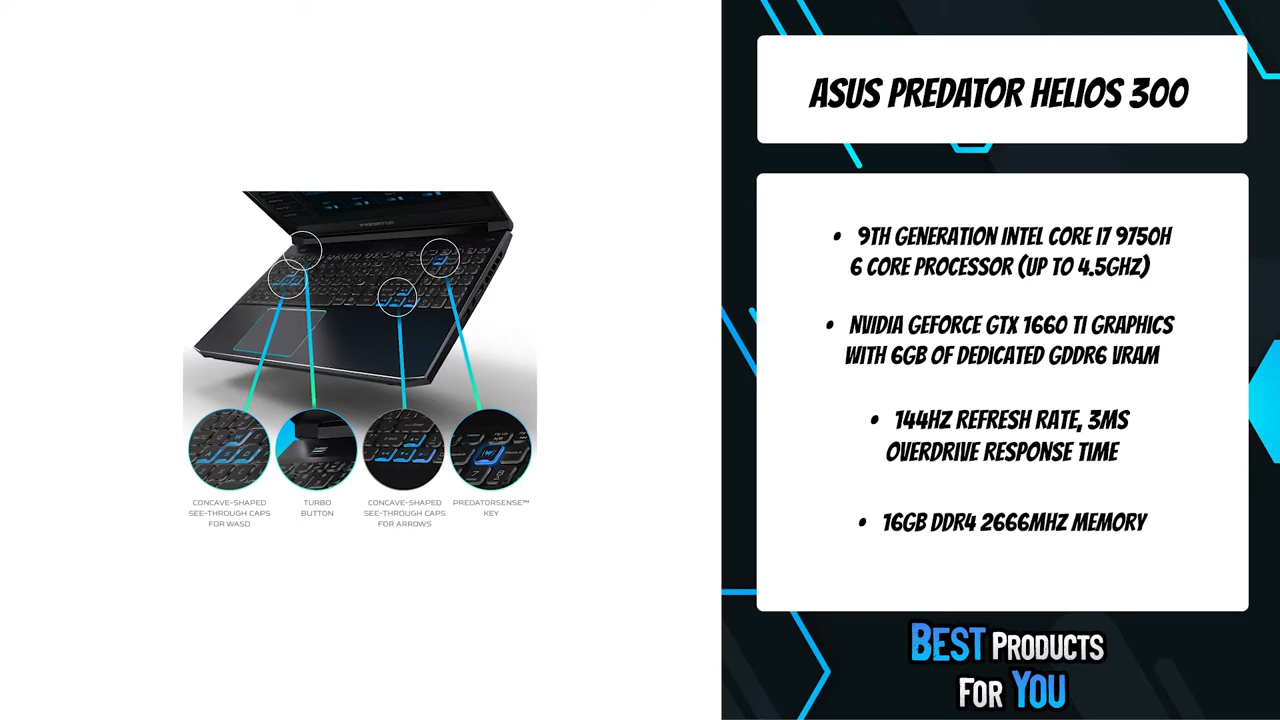 PREDATOR
CONCAVE-SHAPED
SEE-THROUGH CAPS
FOR WASD
TURBO
BUTTON
CONCAVE-SHAPED
SEE-THROUGH CAPS
FOR ARROWS
PREDATORSENSE™
KEY
ASUS PREDATOR HELIOS 300
• 9TH GENERATION INTEL CORE I7 9750H
6 CORE PROCESSOR (UP TO 4.5GHZ)
• NVIDIA GEFORCE GTX 1660 TI GRAPHICS
WITH 6GB OF DEDICATED GDDR6 VRAM
• 144HZ REFRESH RATE, 3MS
OVERDRIVE RESPONSE TIME
• 16GB DDR4 2666MHZ MEMORY
BEST PRODUCTS
FOR YOU